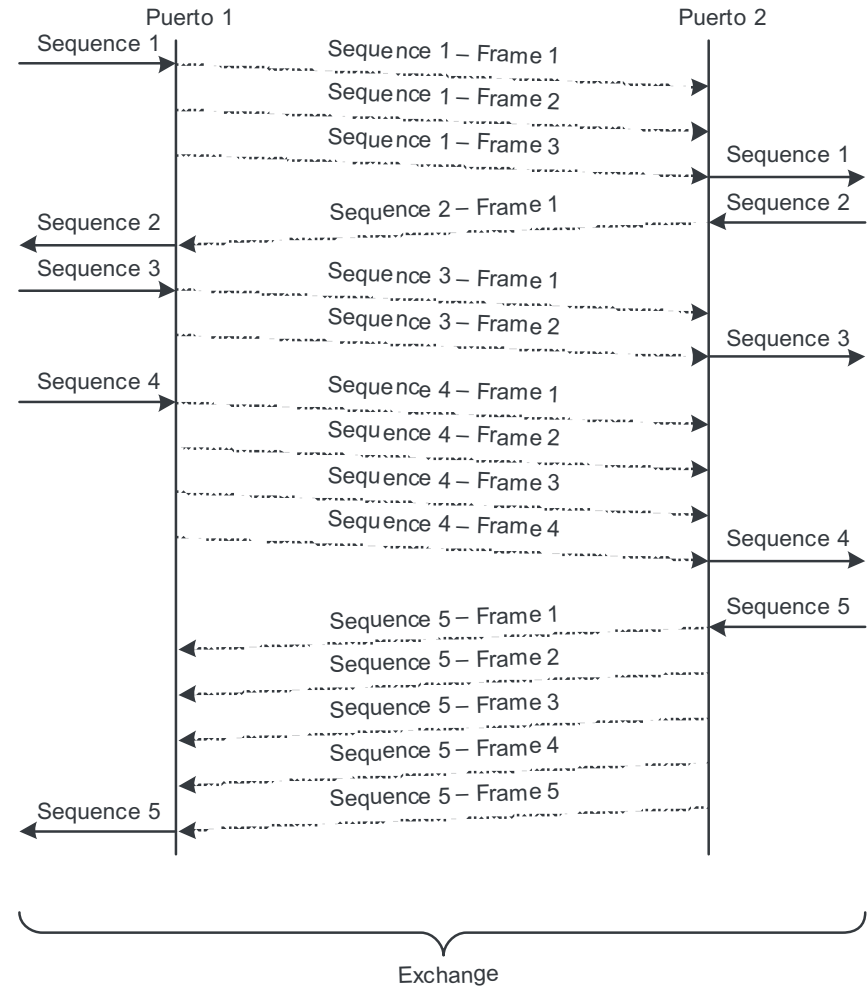 Puerto 1
Puerto 2
Sequence 1
Sequence 1 – Frame 1
Sequence 1 – Frame 2
Sequence 1 – Frame 3
Sequence 1
Sequence 2 – Frame 1
Sequence 2
Sequence 2
Sequence 3
Sequence 3 – Frame 1
Sequence 3 – Frame 2
Sequence 3
Sequence 4
Sequence 4 – Frame 1
Sequence 4 – Frame 2
Sequence 4 – Frame 3
Sequence 4 – Frame 4
Sequence 4
Sequence 5 – Frame 1
Sequence 5
Sequence 5 – Frame 2
Sequence 5 – Frame 3
Sequence 5 – Frame 4
Sequence 5 – Frame 5
Sequence 5
Exchange